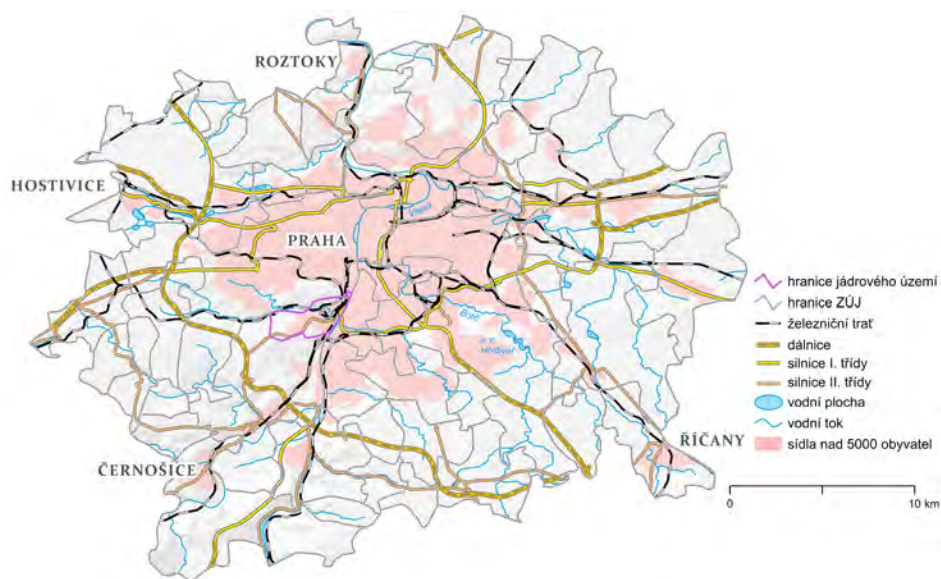 ROZTOKY
HOSTIVICE
Vltava
PRAHA
Botič
v. n.
Hostivař
ŘÍČANY
ČERNOŠICE
hranice jádrového území
hranice ZÚJ
železniční trať
dálnice
silnice I. třídy
silnice II. třídy
vodní plocha
vodní tok
sídla nad 5000 obyvatel
0
10 km